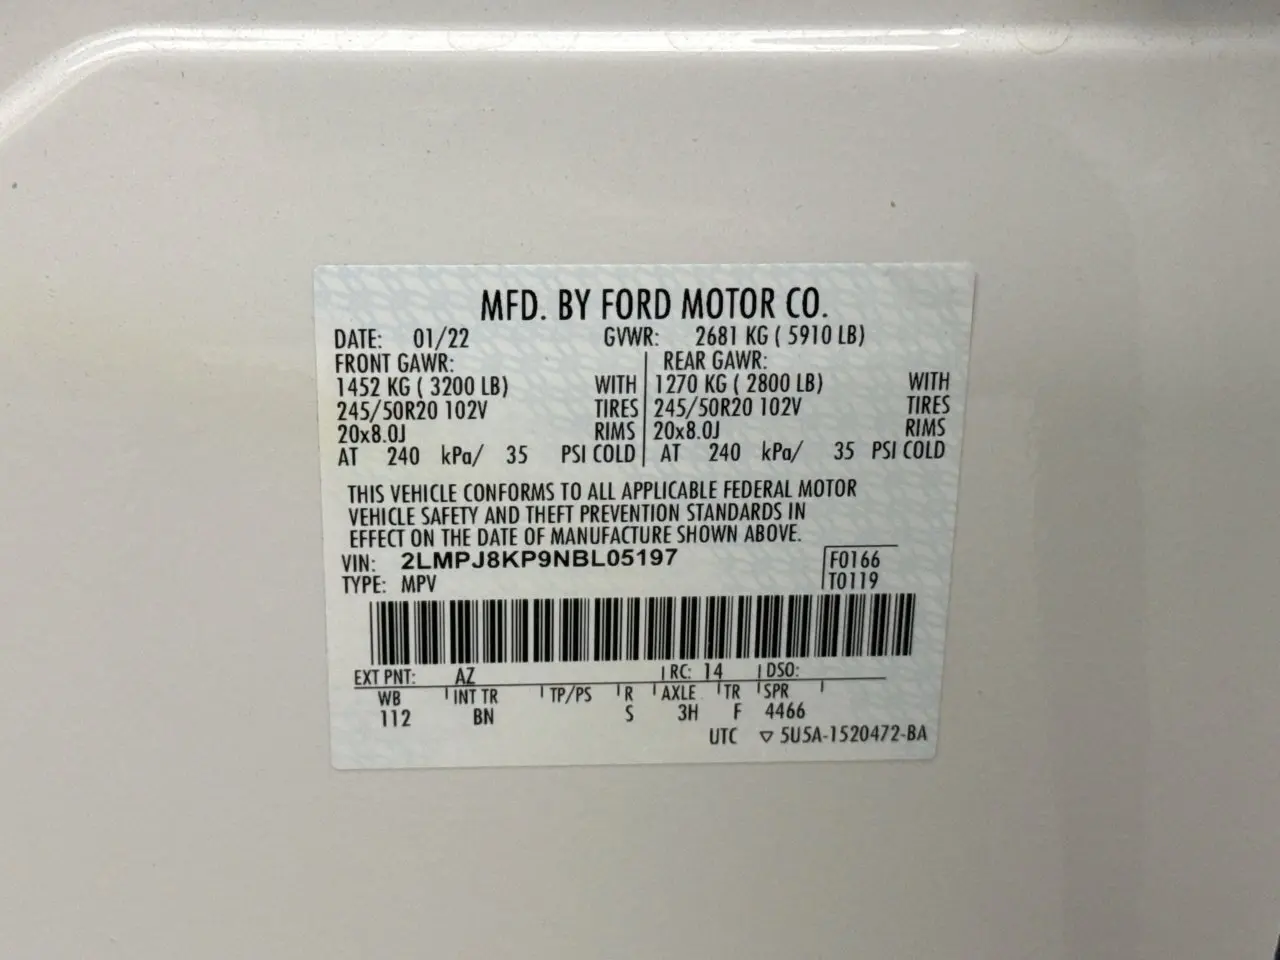 MFD. BY FORD MOTOR CO.
DATE: 01/22 GVWR: 2681 KG ( 5910 LB)
FRONT GAWR: REAR GAWR:
1452 KG ( 3200 LB) WITH 1270 KG ( 2800 LB) WITH
245/50R20 102V TIRES 245/50R20 102V TIRES
20x8.0J RIMS 20x8.0J RIMS
AT 240 kPa/ 35 PSI COLD AT 240 kPa/ 35 PSI COLD
THIS VEHICLE CONFORMS TO ALL APPLICABLE FEDERAL MOTOR
VEHICLE SAFETY AND THEFT PREVENTION STANDARDS IN
EFFECT ON THE DATE OF MANUFACTURE SHOWN ABOVE.
VIN: 2LMPJ8KP9NBL05197 F0166
TYPE: MPV T0119
EXT PNT: AZ RC: 14 DSO:
WB INT TR TP/PS R AXLE TR SPR
112 BN S 3H F 4466
UTC ▽ 5U5A-1520472-BA